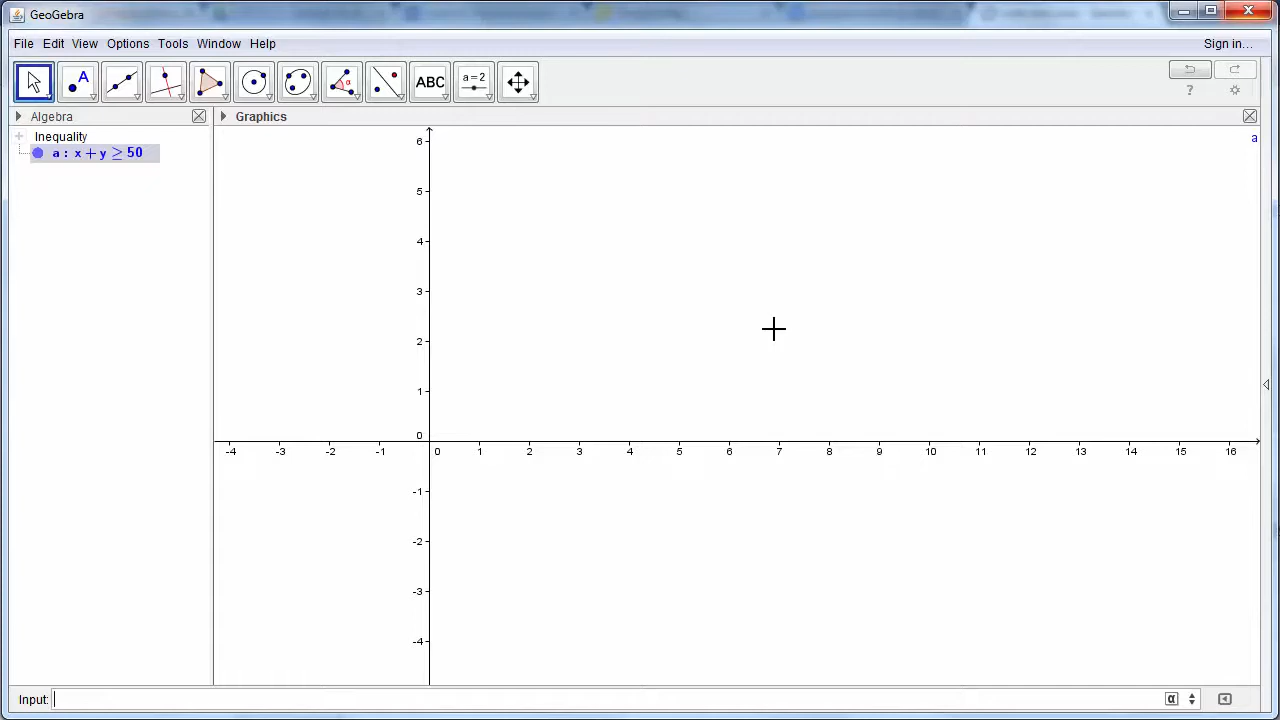 GeoGebra
File Edit View Options Tools Window Help Sign in...
A α ABC a=2 ?
Algebra
Graphics
Inequality
a : x + y ≥ 50
a
6
5
4
3
2
1
0
-4 -3 -2 -1 0 1 2 3 4 5 6 7 8 9 10 11 12 13 14 15 16
-1
-2
-3
-4
Input: α